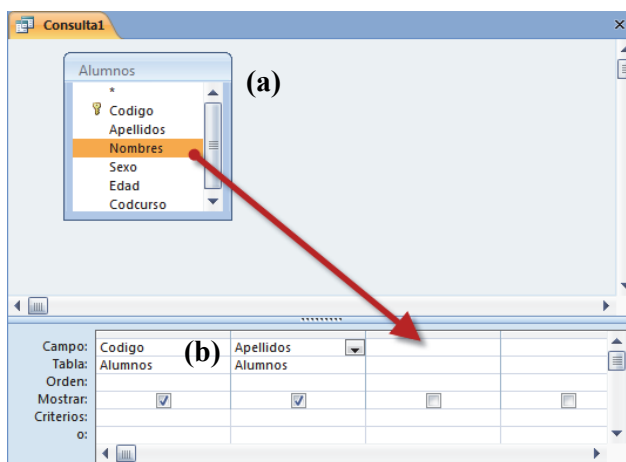 Consulta1
Alumnos
(a)
*
Codigo
Apellidos
Nombres
Sexo
Edad
Codcurso
Campo: Codigo Apellidos
(b)
Tabla: Alumnos Alumnos
Orden:
Mostrar:
Criterios:
o: